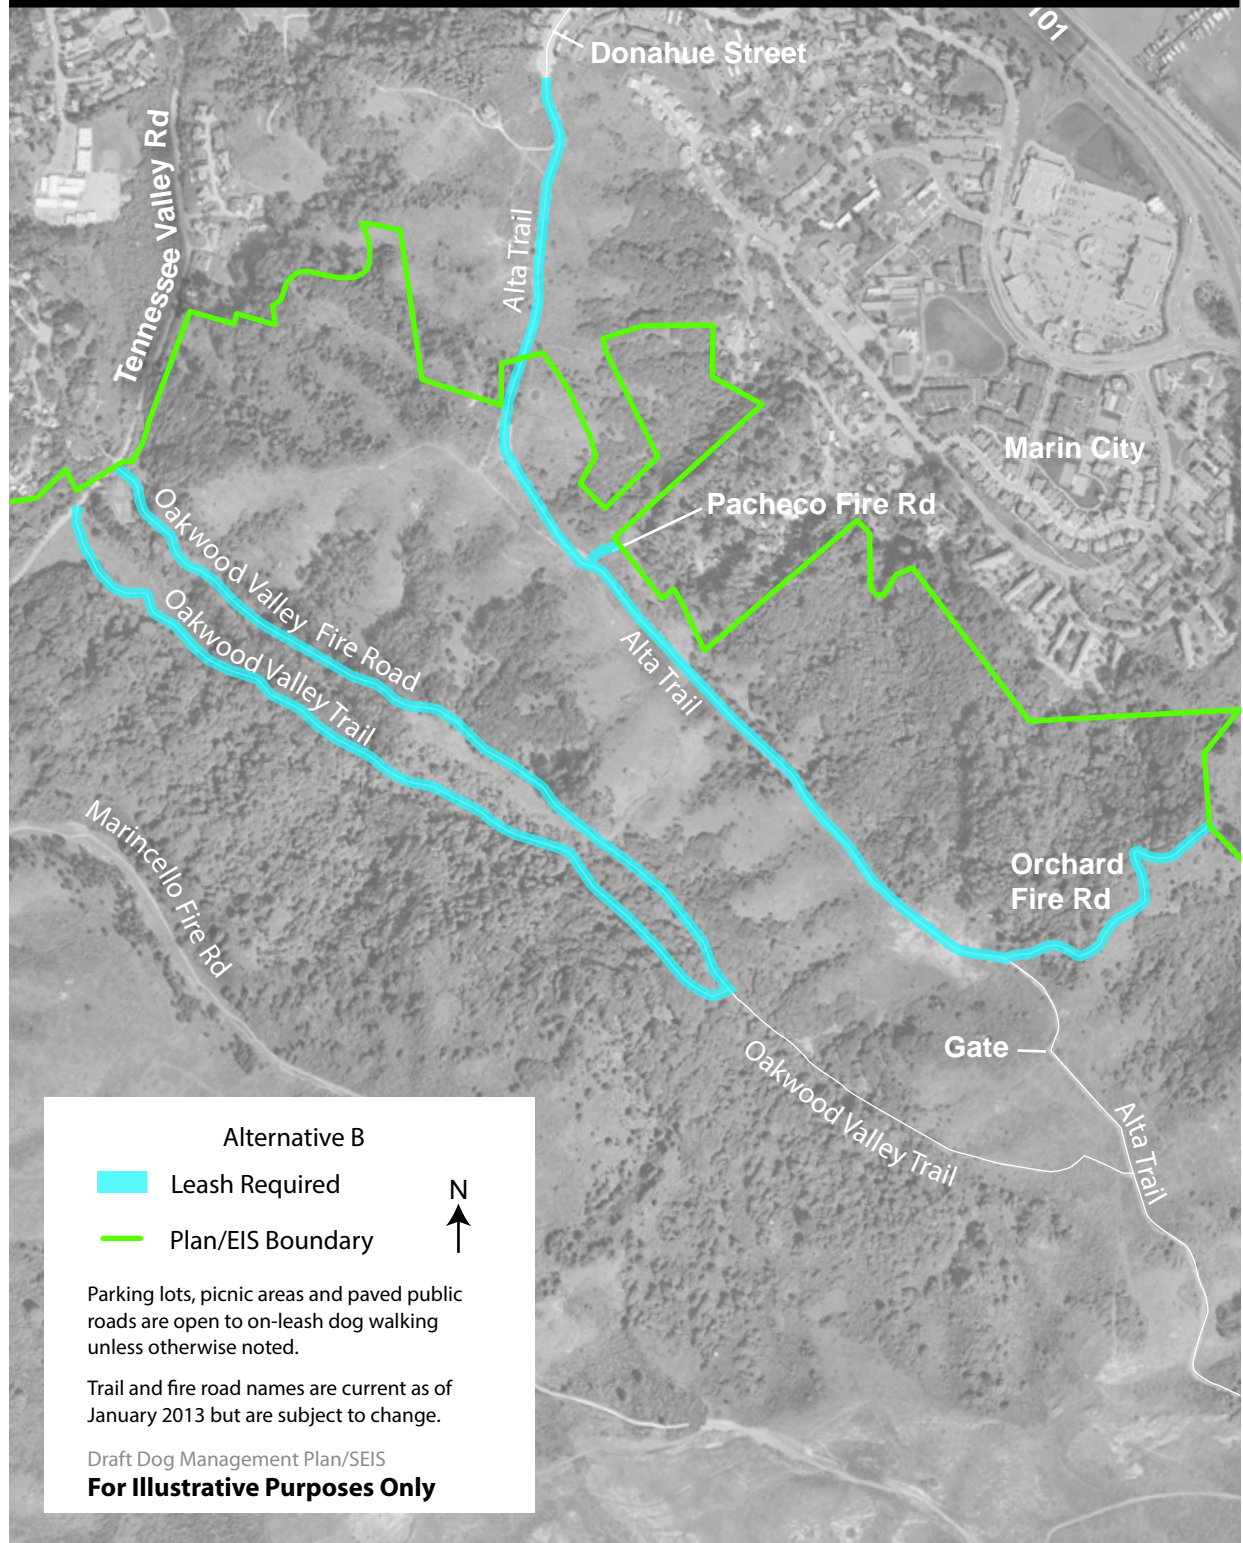 101
Donahue Street
Tennessee Valley Rd
Alta Trail
Marin City
Pacheco Fire Rd
Oakwood Valley Fire Road
Oakwood Valley Trail
Alta Trail
Marincello Fire Rd
Orchard
Fire Rd
Gate
Oakwood Valley Trail
Alta Trail
Alternative B
Leash Required
N
Plan/EIS Boundary
Parking lots, picnic areas and paved public
roads are open to on-leash dog walking
unless otherwise noted.
Trail and fire road names are current as of
January 2013 but are subject to change.
Draft Dog Management Plan/SEIS
For Illustrative Purposes Only